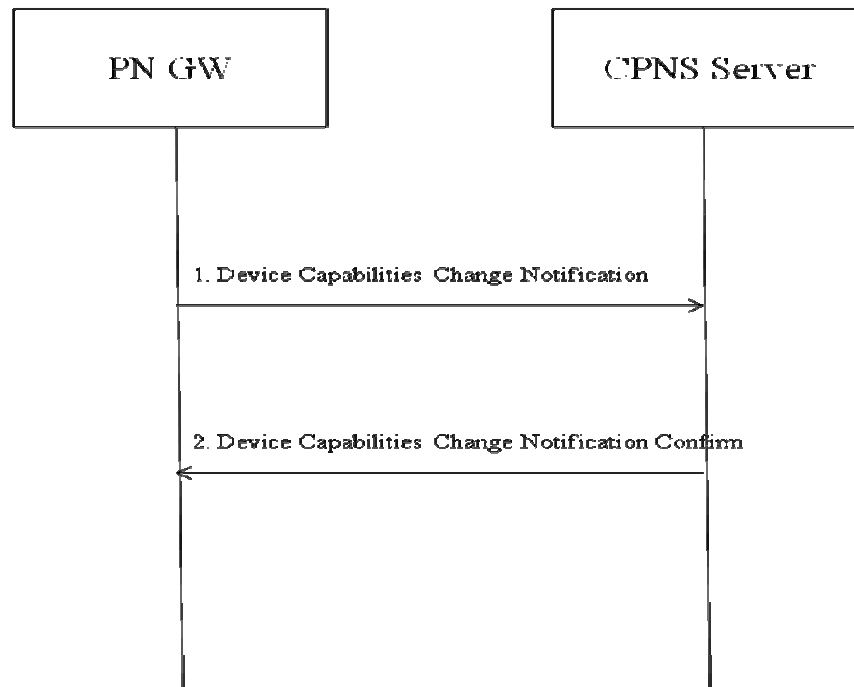 PN GW
CPNS Server
1. Device Capabilities Change Notification
2. Device Capabilities Change Notification Confirm